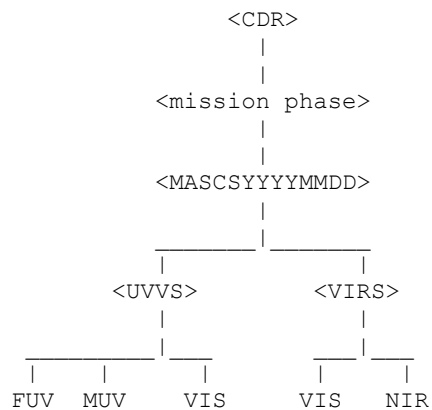 <CDR>
<mission phase>
<MASCSYYYYMMDD>
<UVVS> <VIRS>
FUV MUV VIS VIS NIR